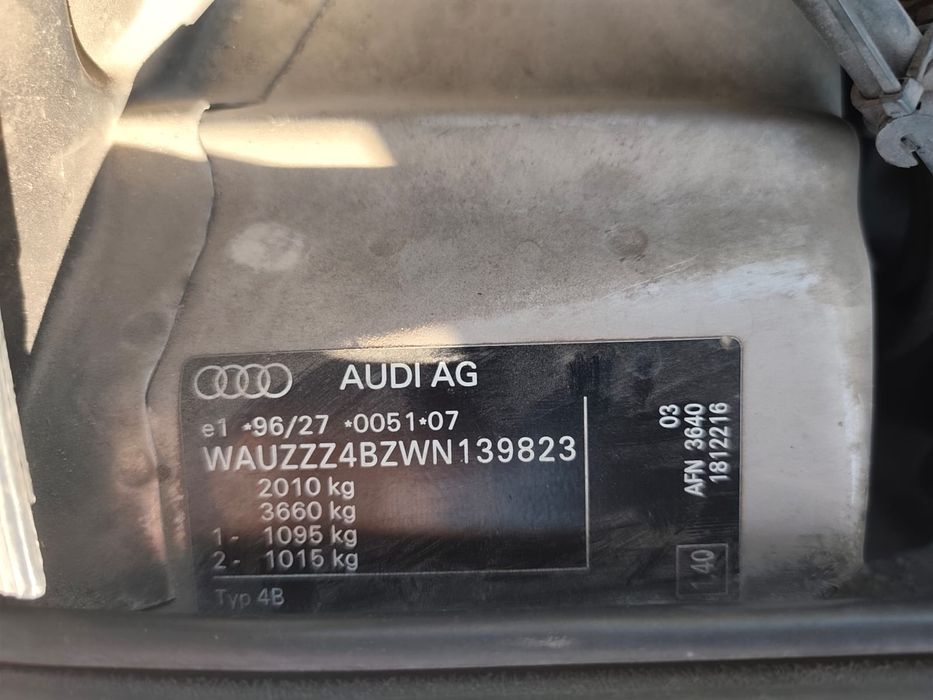 AUDI AG
e1 *96/27 *0051*07
WAUZZZ4BZWN139823
2010 kg
3660 kg
1- 1095 kg
2- 1015 kg
Typ 4B
03
AFN 3640
1812216
1.40